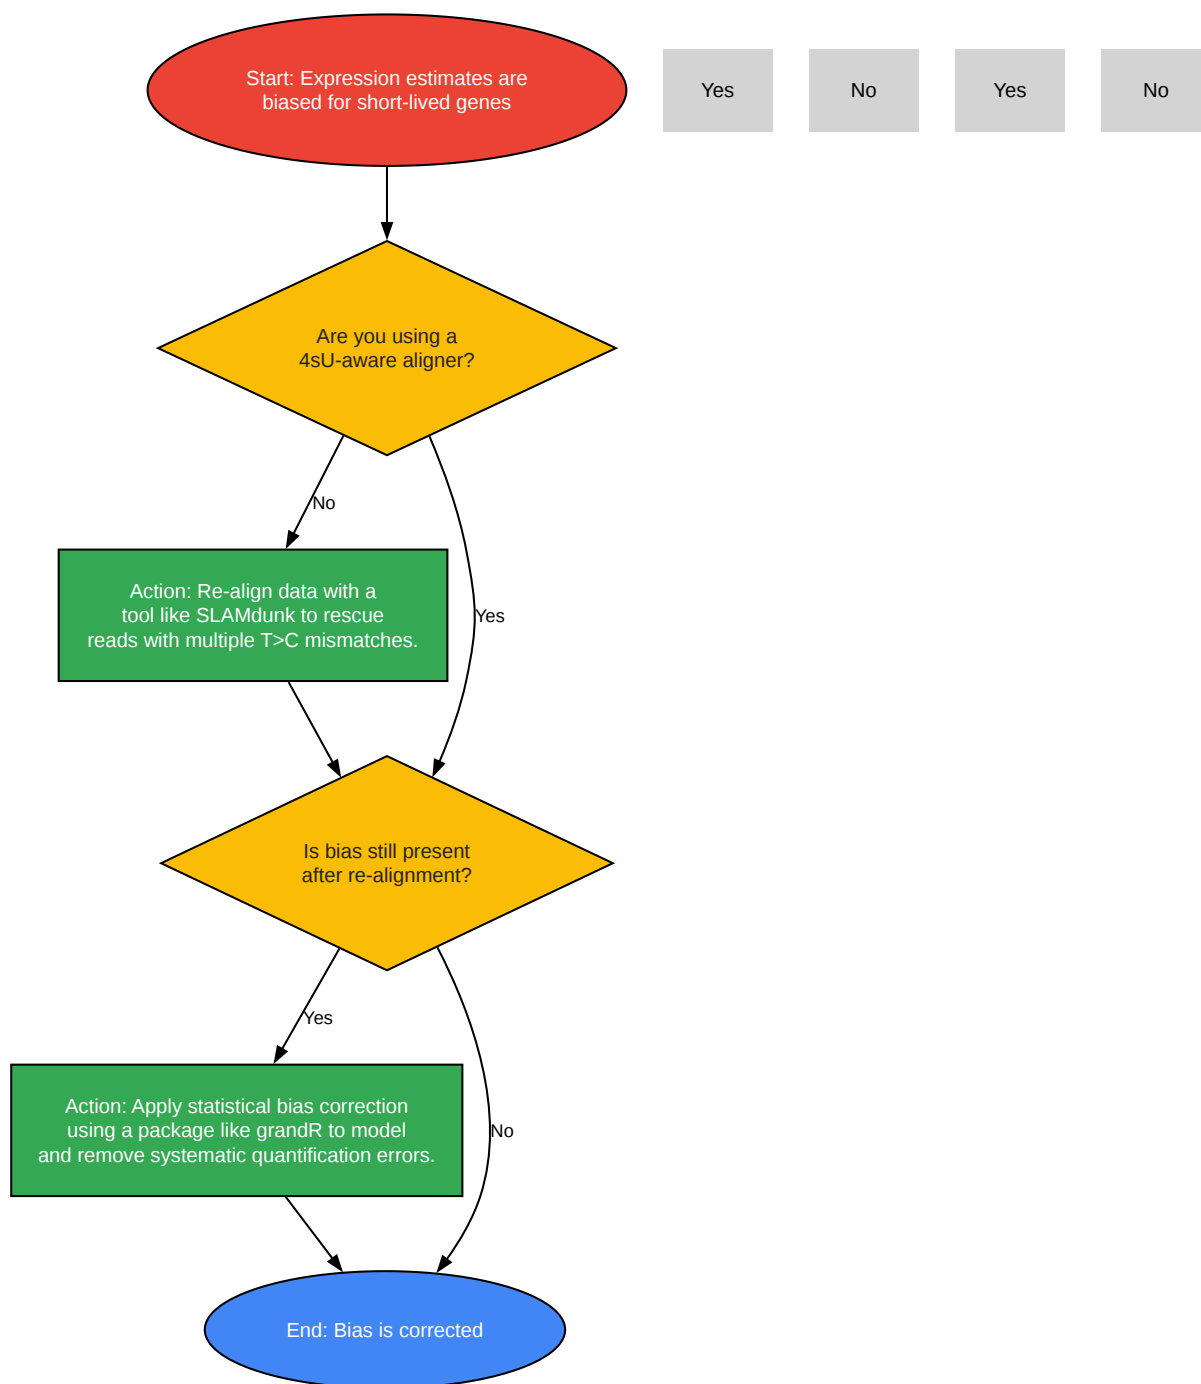 Start: Expression estimates are
biased for short-lived genes
Yes
No
Yes
No
Are you using a
4sU-aware aligner?
No
Action: Re-align data with a
tool like SLAMdunk to rescue
reads with multiple T>C mismatches.
Yes
Is bias still present
after re-alignment?
Yes
Action: Apply statistical bias correction
using a package like grandR to model
and remove systematic quantification errors.
No
End: Bias is corrected